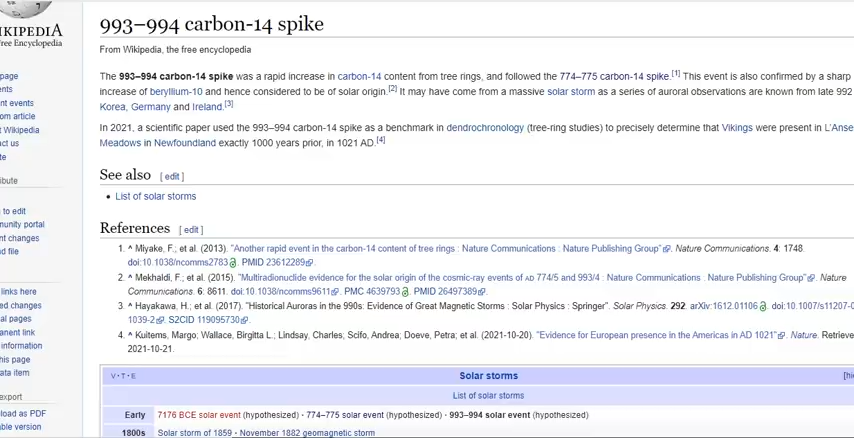 993–994 carbon-14 spike
From Wikipedia, the free encyclopedia
The 993–994 carbon-14 spike was a rapid increase in carbon-14 content from tree rings, and followed the 774–775 carbon-14 spike.[1] This event is also confirmed by a sharp
increase of beryllium-10 and hence considered to be of solar origin.[2] It may have come from a massive solar storm as a series of auroral observations are known from late 992
Korea, Germany and Ireland.[3]
In 2021, a scientific paper used the 993–994 carbon-14 spike as a benchmark in dendrochronology (tree-ring studies) to precisely determine that Vikings were present in L'Anse
Meadows in Newfoundland exactly 1000 years prior, in 1021 AD.[4]
See also [ edit ]
• List of solar storms
References [ edit ]
1. ^ Miyake, F.; et al. (2013). "Another rapid event in the carbon-14 content of tree rings : Nature Communications : Nature Publishing Group". Nature Communications. 4: 1748.
doi:10.1038/ncomms2783. PMID 23612289.
2. ^ Mekhaldi, F.; et al. (2015). "Multiradionuclide evidence for the solar origin of the cosmic-ray events of AD 774/5 and 993/4 : Nature Communications : Nature Publishing Group". Nature
Communications. 6: 8611. doi:10.1038/ncomms9611. PMC 4639793. PMID 26497389.
3. ^ Hayakawa, H.; et al. (2017). "Historical Auroras in the 990s: Evidence of Great Magnetic Storms : Solar Physics : Springer". Solar Physics. 292. arXiv:1612.01106. doi:10.1007/s11207-0
1039-2. S2CID 119095730.
4. ^ Kuitems, Margo; Wallace, Birgitta L.; Lindsay, Charles; Scifo, Andrea; Doeve, Petra; et al. (2021-10-20). "Evidence for European presence in the Americas in AD 1021". Nature. Retrieve
2021-10-21.
V · T · E Solar storms [hi
List of solar storms
Early 7176 BCE solar event (hypothesized) · 774–775 solar event (hypothesized) · 993–994 solar event (hypothesized)
1800s Solar storm of 1859 · November 1882 geomagnetic storm
IKIPEDIA
Free Encyclopedia
page
ents
ent events
om article
t Wikipedia
act us
te
ibute
to edit
munity portal
nt changes
d file
links here
ed changes
al pages
anent link
information
his page
ata item
export
load as PDF
able version